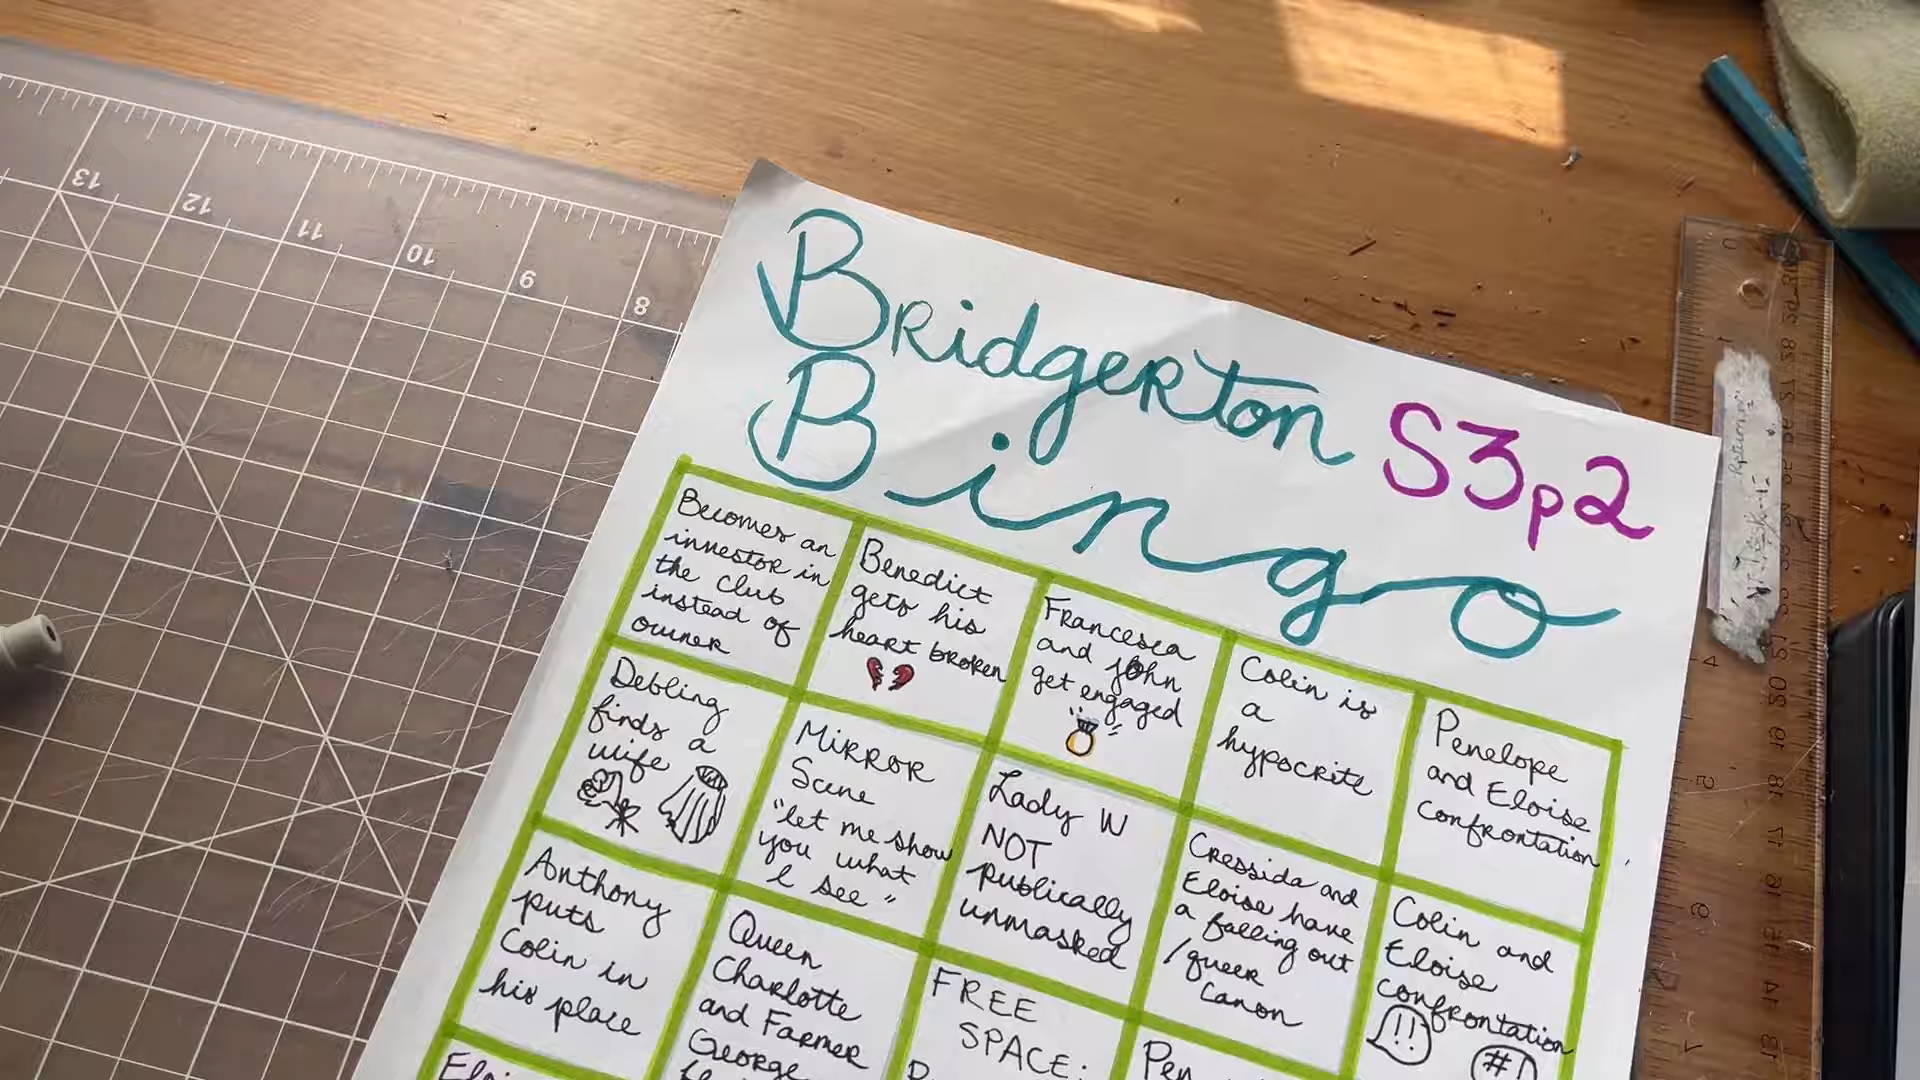 13
12
11
10
9
8
Bridgerton S3p2
Bingo
Becomes an
investor in
the club
instead of
owner
Benedict
gets his
heart broken
Francesca
and John
get engaged
Colin is
a
hypocrite
Penelope
and Eloise
confrontation
Debling
finds a
wife
MIRROR
Scene
"let me show
you what
I see"
Lady W
NOT
publically
unmasked
Cressida and
Eloise have
a falling out
/queer
Canon
Colin and
Eloise
confrontation
!!
#!
Anthony
puts
Colin in
his place
Queen
Charlotte
and Farmer
George
FREE
SPACE:
Pen